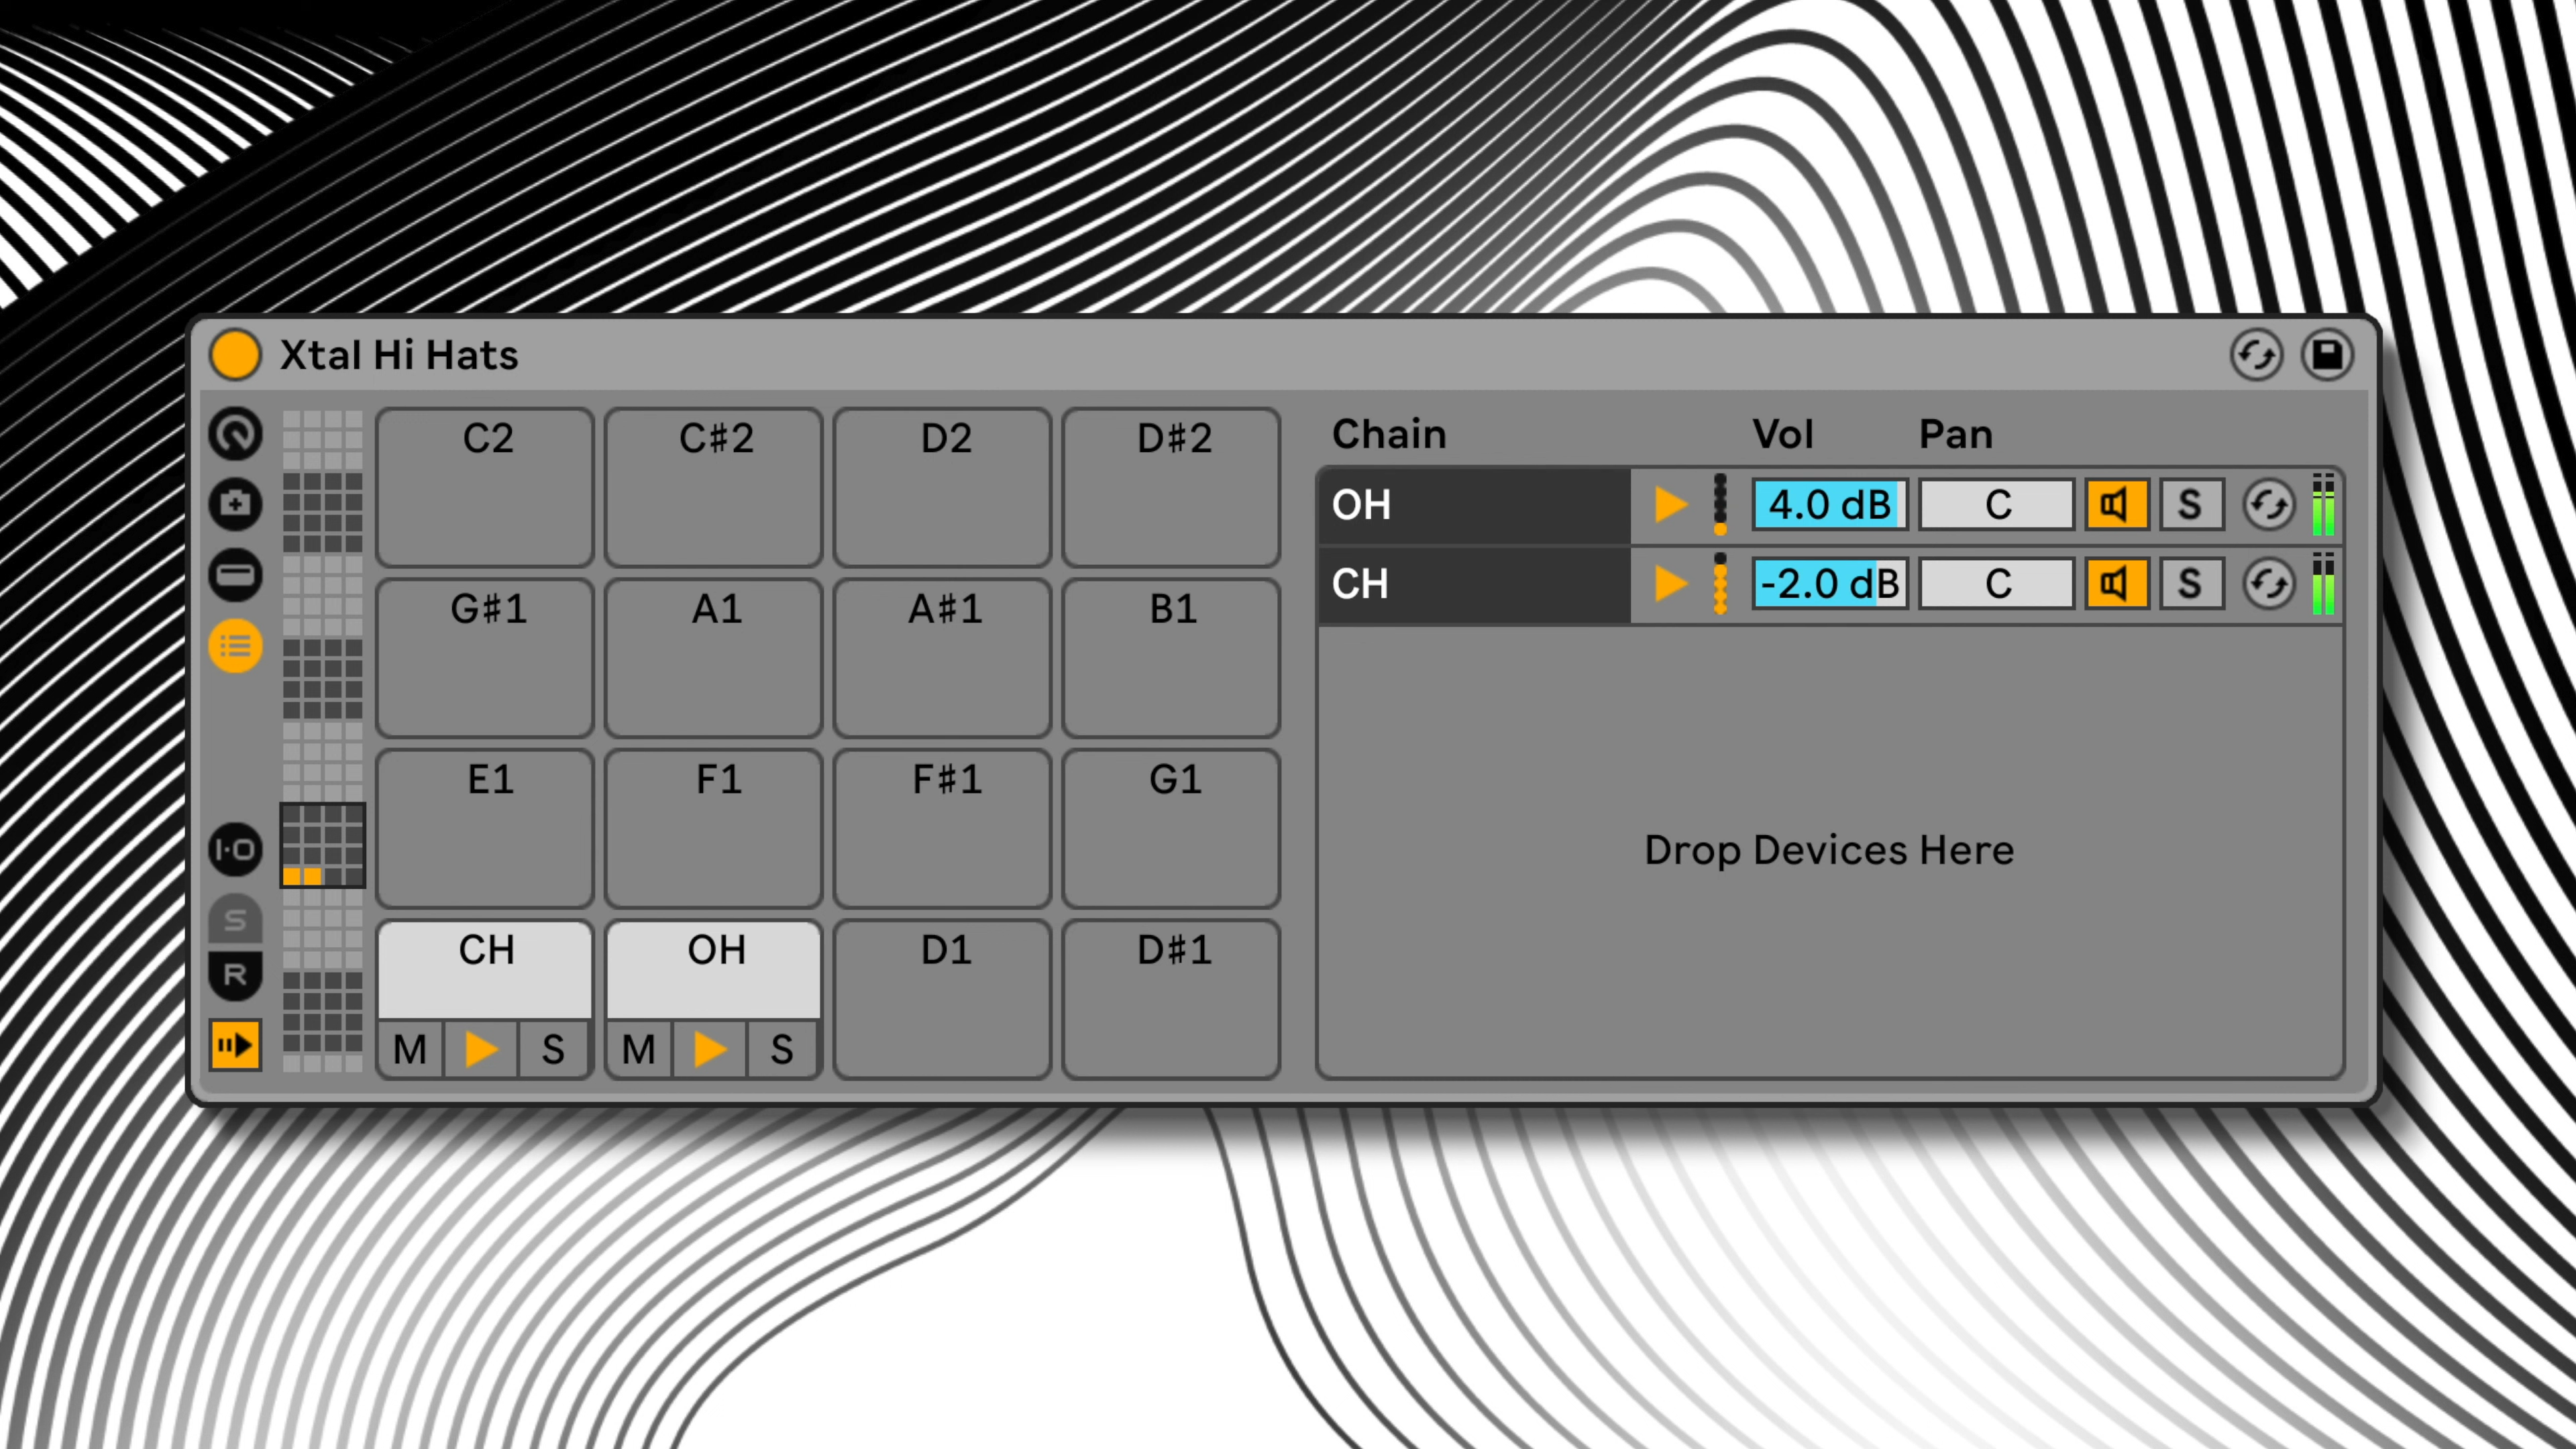 Xtal Hi Hats
C2 C#2 D2 D#2
G#1 A1 A#1 B1
E1 F1 F#1 G1
CH OH D1 D#1
M S M S
I·O
S
R
Chain Vol Pan
OH 4.0 dB C S
CH -2.0 dB C S
Drop Devices Here